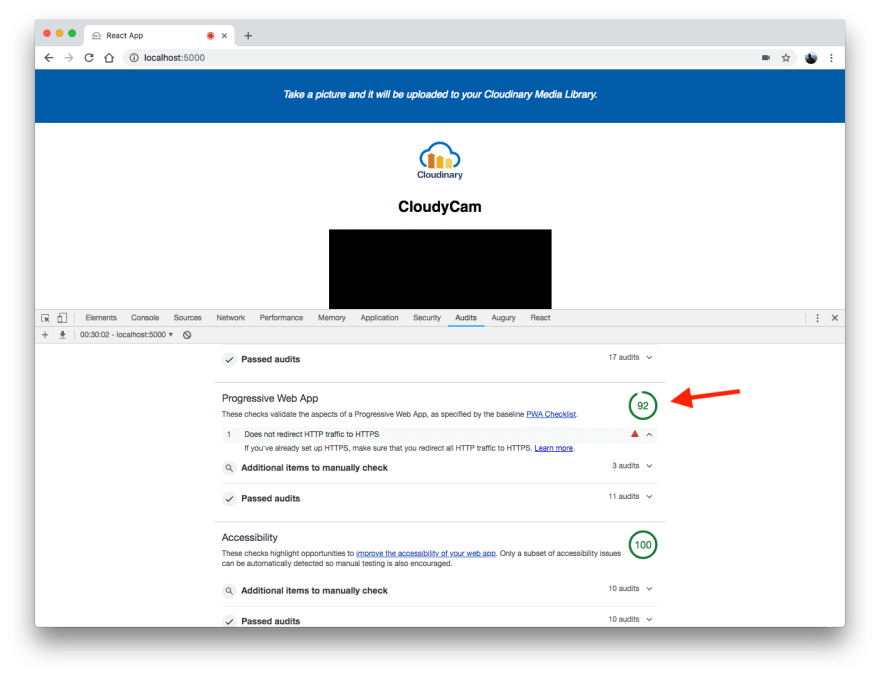 React App
localhost:5000
Take a picture and it will be uploaded to your Cloudinary Media Library.
Cloudinary
CloudyCam
Elements Console Sources Network Performance Memory Application Security Audits Augury React
00:30:02 - localhost:5000
Passed audits 17 audits
Progressive Web App
92
These checks validate the aspects of a Progressive Web App, as specified by the baseline PWA Checklist.
1 Does not redirect HTTP traffic to HTTPS
If you've already set up HTTPS, make sure that you redirect all HTTP traffic to HTTPS. Learn more.
Additional items to manually check 3 audits
Passed audits 11 audits
Accessibility
100
These checks highlight opportunities to improve the accessibility of your web app. Only a subset of accessibility issues
can be automatically detected so manual testing is also encouraged.
Additional items to manually check 10 audits
Passed audits 10 audits